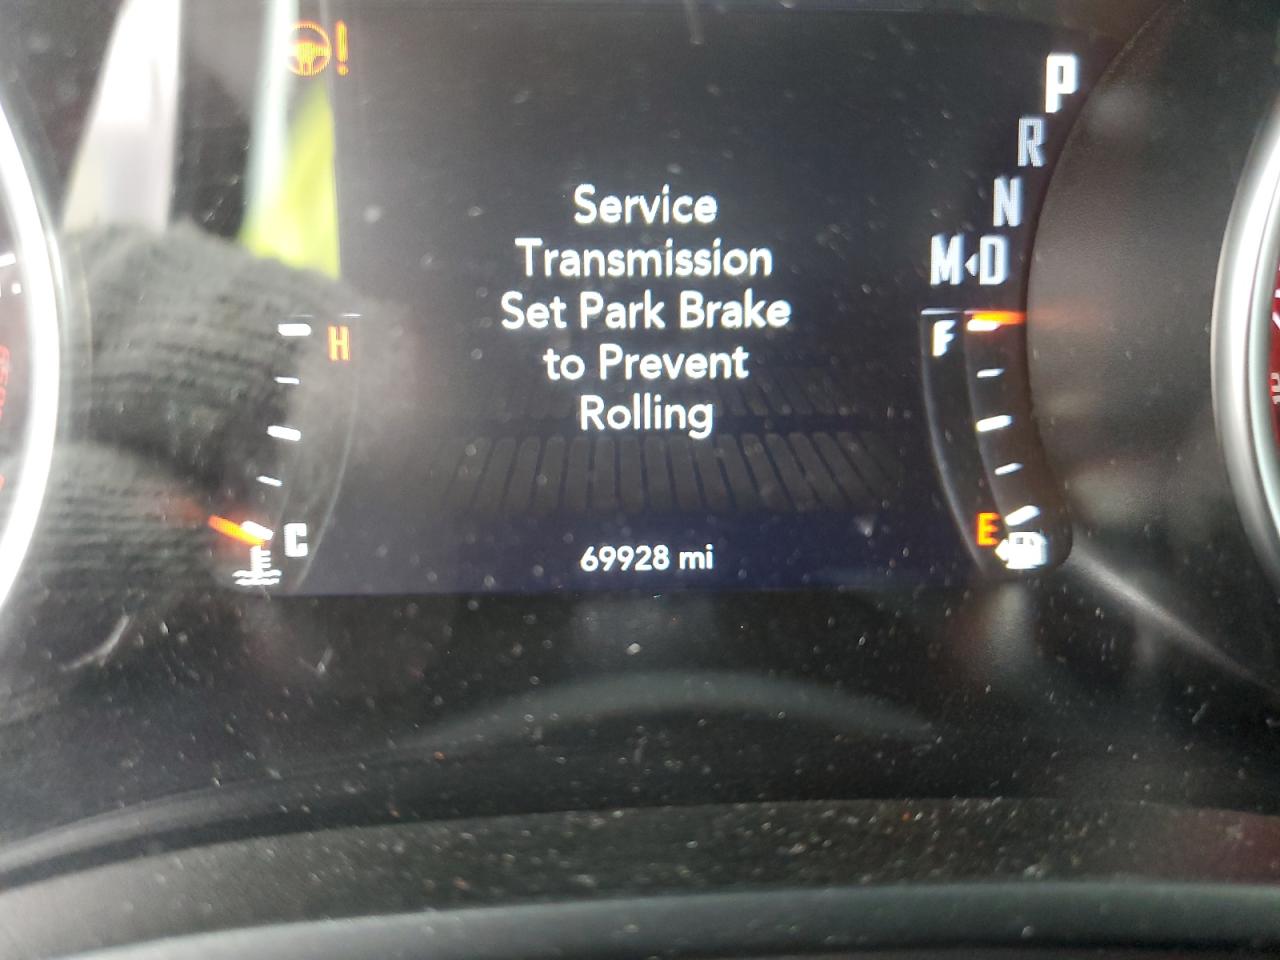 P
R
N
M◂D
Service
Transmission
Set Park Brake
to Prevent
Rolling
H
F
C
E
69928 mi